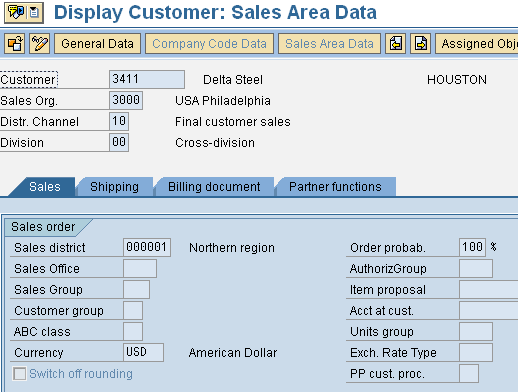 Display Customer: Sales Area Data
General Data Company Code Data Sales Area Data Assigned Obj
Customer 3411 Delta Steel HOUSTON
Sales Org. 3000 USA Philadelphia
Distr. Channel 10 Final customer sales
Division 00 Cross-division
Sales Shipping Billing document Partner functions
Sales order
Sales district 000001 Northern region Order probab. 100 %
Sales Office AuthorizGroup
Sales Group Item proposal
Customer group Acct at cust.
ABC class Units group
Currency USD American Dollar Exch. Rate Type
Switch off rounding PP cust. proc.